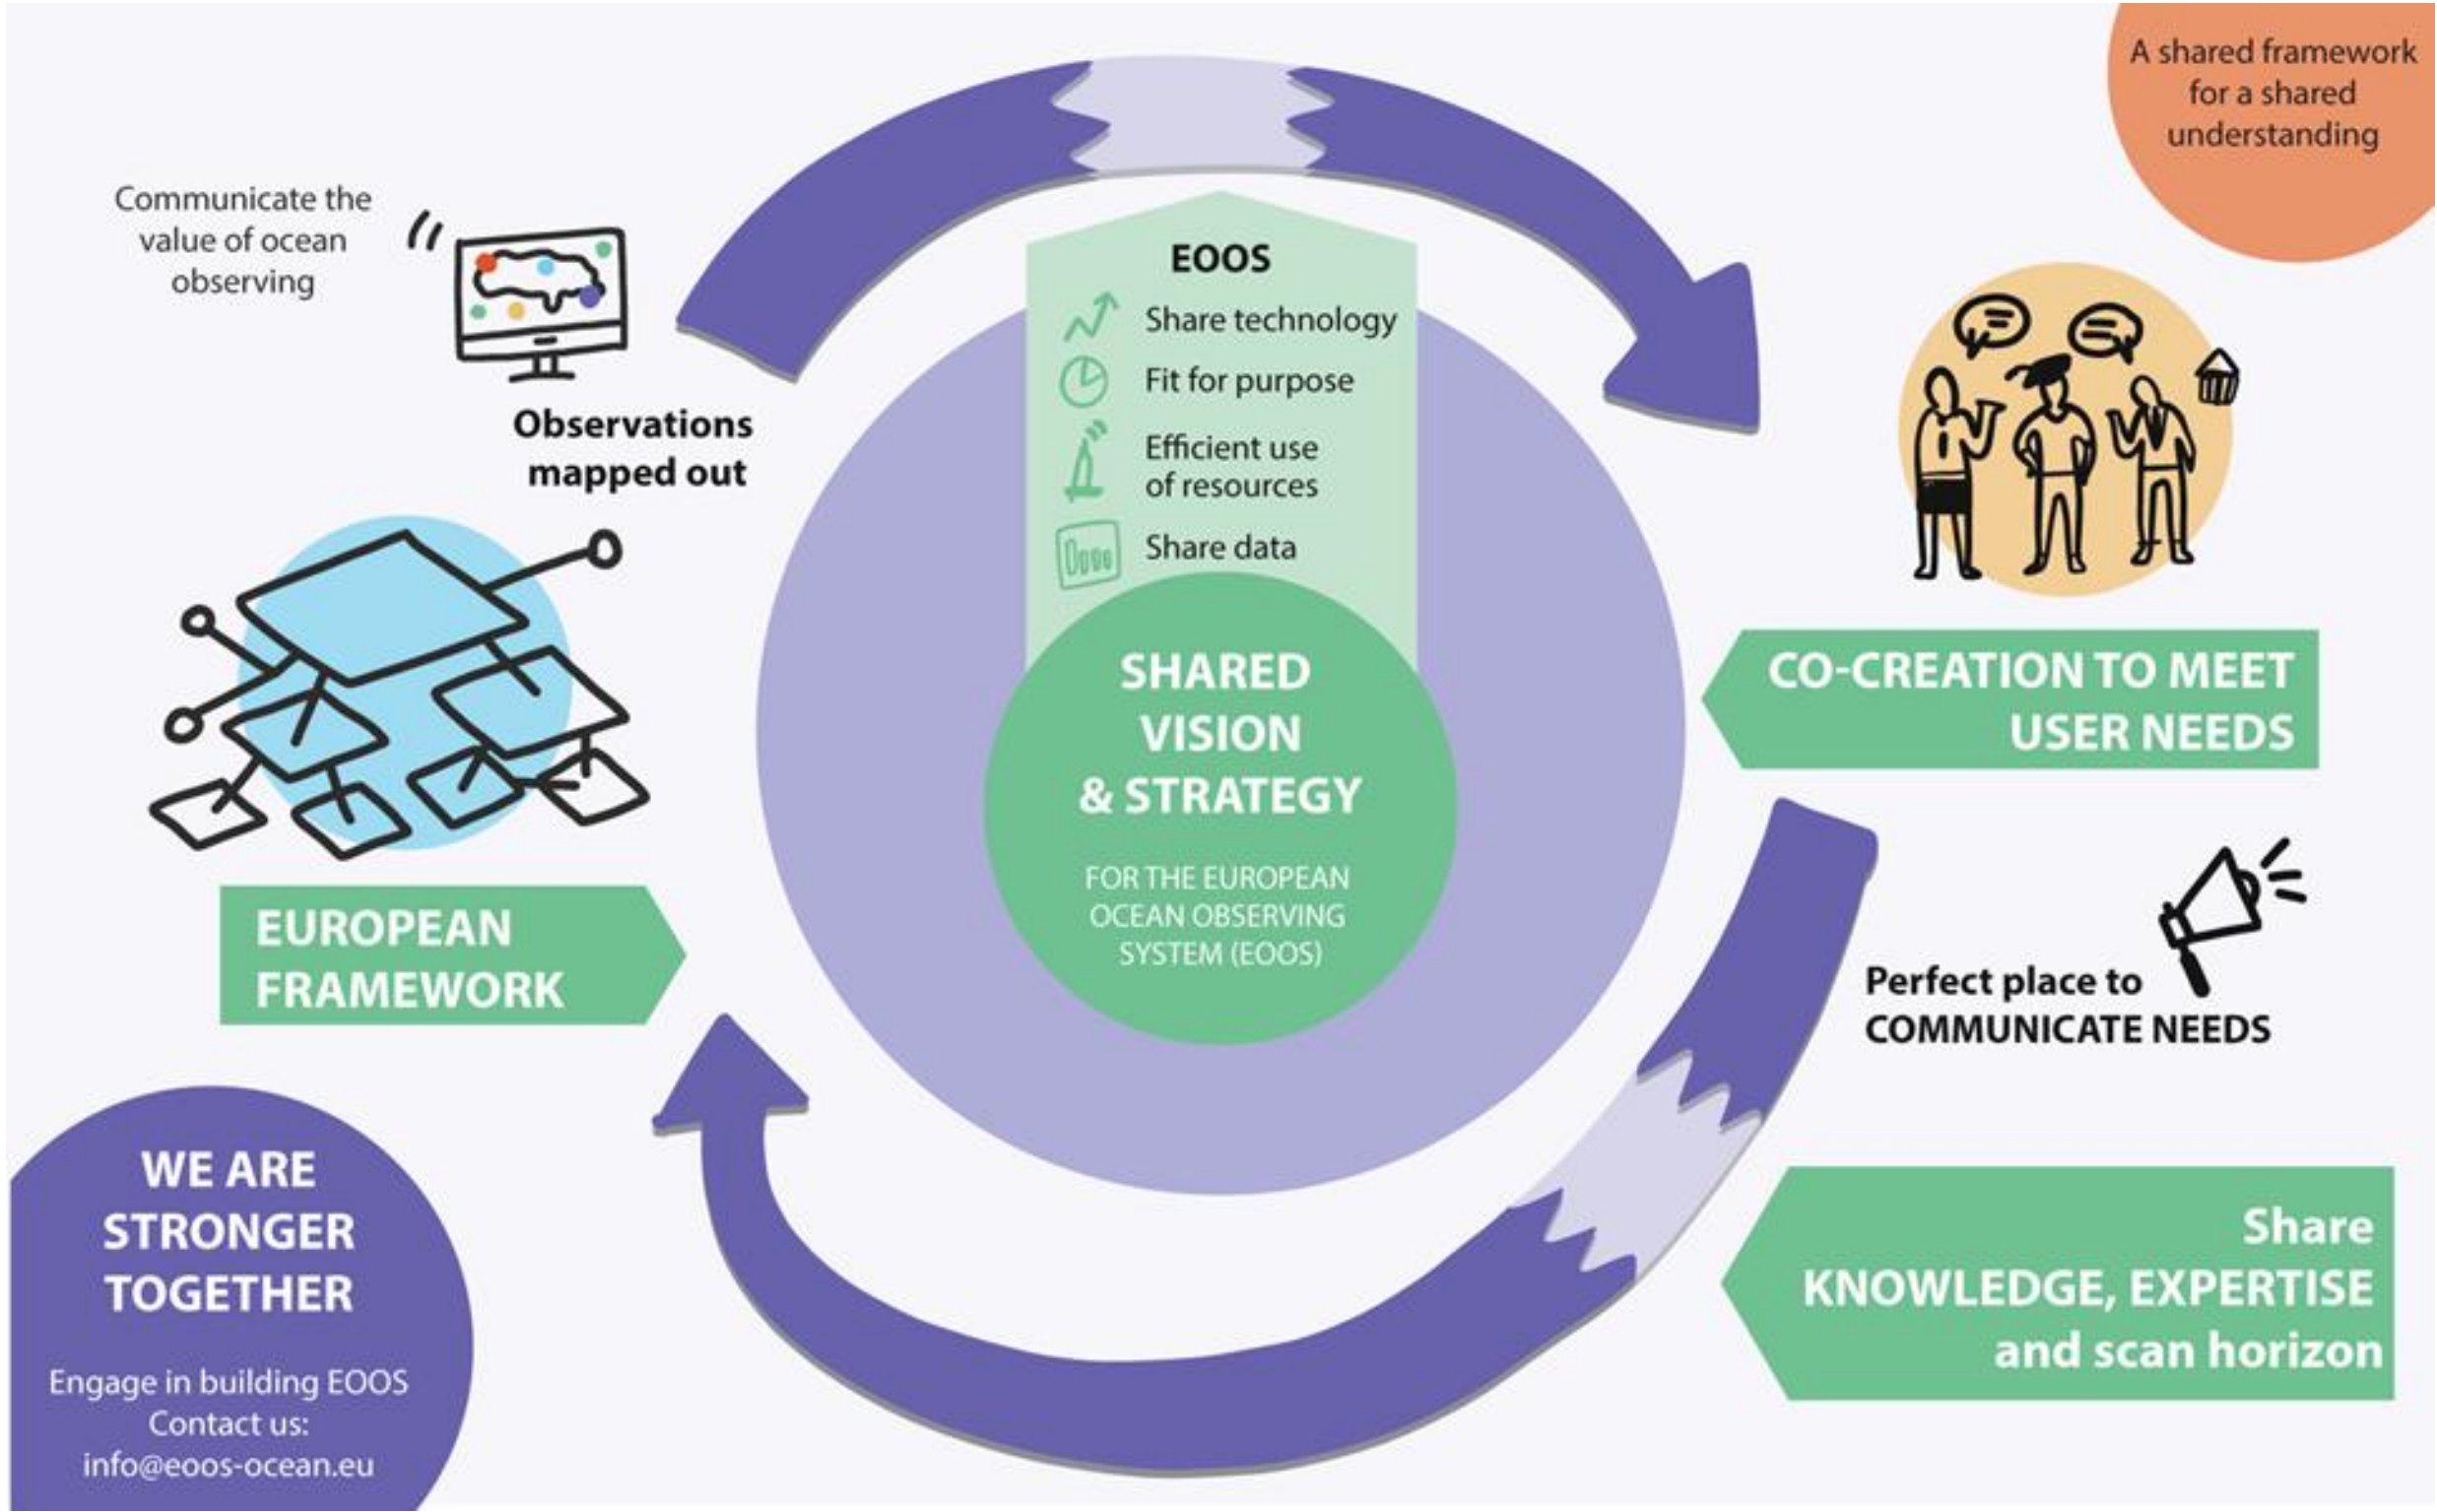 A shared framework
for a shared
understanding
Communicate the
value of ocean
observing
Observations
mapped out
EOOS
Share technology
Fit for purpose
Efficient use
of resources
Share data
SHARED
VISION
& STRATEGY
FOR THE EUROPEAN
OCEAN OBSERVING
SYSTEM (EOOS)
CO-CREATION TO MEET
USER NEEDS
EUROPEAN
FRAMEWORK
Perfect place to
COMMUNICATE NEEDS
WE ARE
STRONGER
TOGETHER
Engage in building EOOS
Contact us:
info@eoos-ocean.eu
Share
KNOWLEDGE, EXPERTISE
and scan horizon